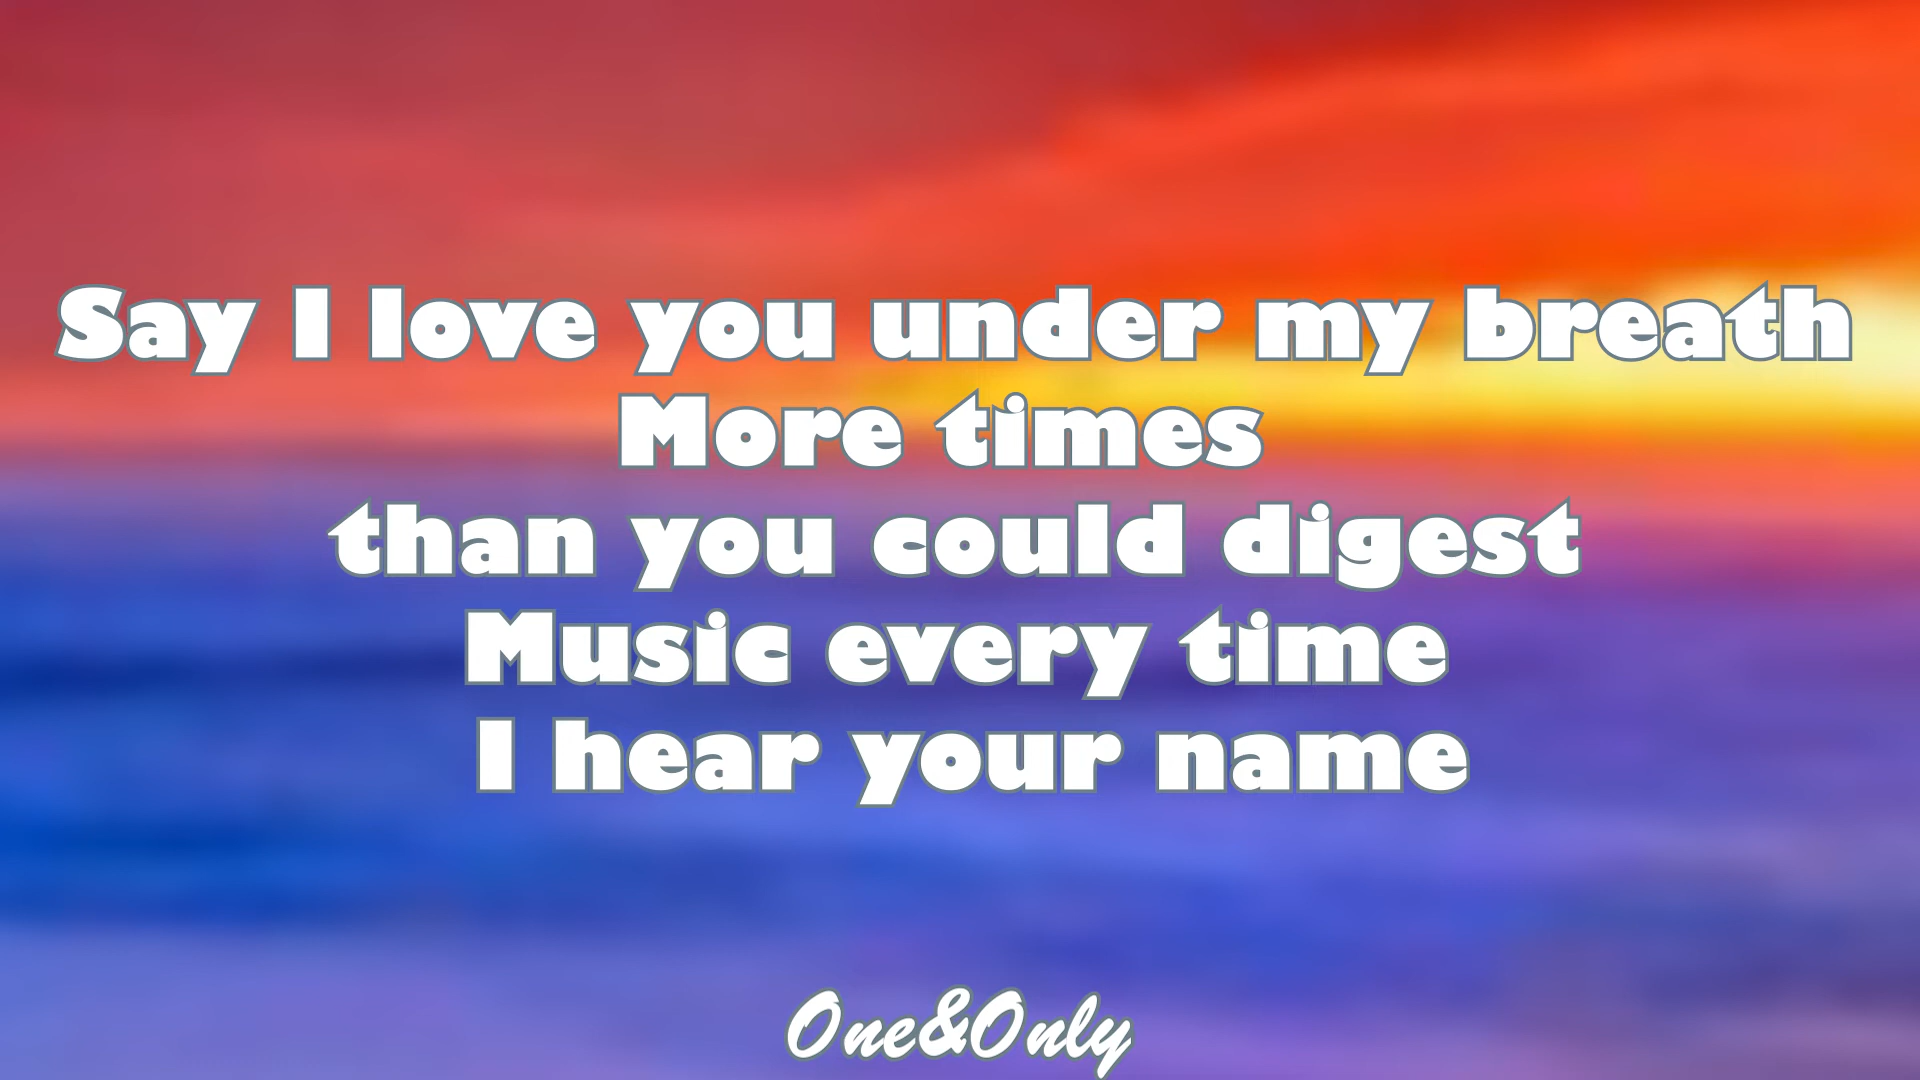 Say I love you under my breath
More times
than you could digest
Music every time
I hear your name
One&Only